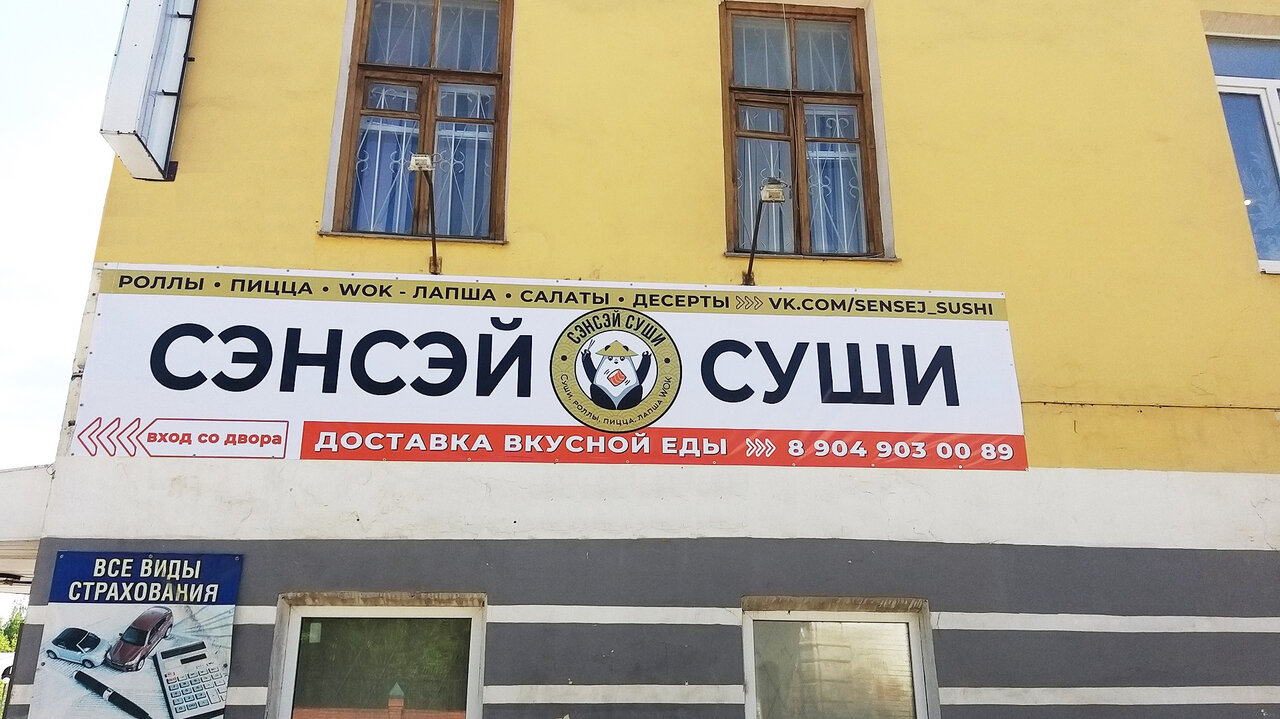 РОЛЛЫ • ПИЦЦА • WOK - ЛАПША • САЛАТЫ • ДЕСЕРТЫ >>> VK.COM/SENSEJ_SUSHI
СЭНСЭЙ СУШИ
СЭНСЭЙ СУШИ
СУШИ, РОЛЛЫ, ПИЦЦА, ЛАПША WOK
<<< ВХОД СО ДВОРА
ДОСТАВКА ВКУСНОЙ ЕДЫ >>> 8 904 903 00 89
ВСЕ ВИДЫ
СТРАХОВАНИЯ